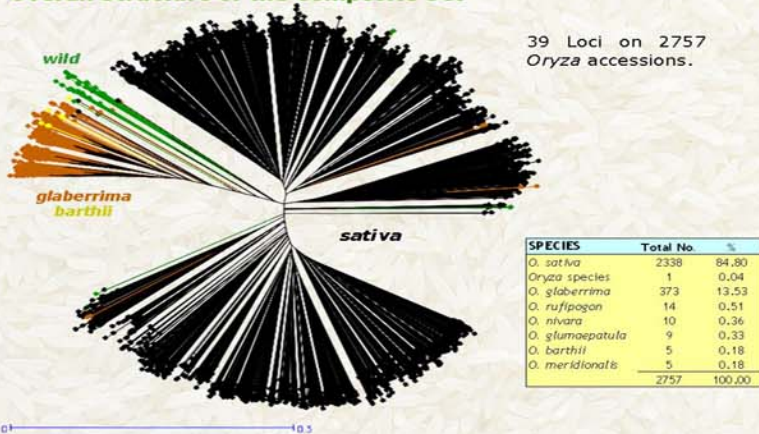 39 Loci on 2757
Oryza accessions.
wild
glaberrima
barthii
sativa
SPECIES Total No. %
O. sativa 2338 84.80
Oryza species 1 0.04
O. glaberrima 373 13.53
O. rufipogon 14 0.51
O. nivara 10 0.36
O. glumaepatula 9 0.33
O. barthii 5 0.18
O. meridionalis 5 0.18
2757 100.00
0 0.5